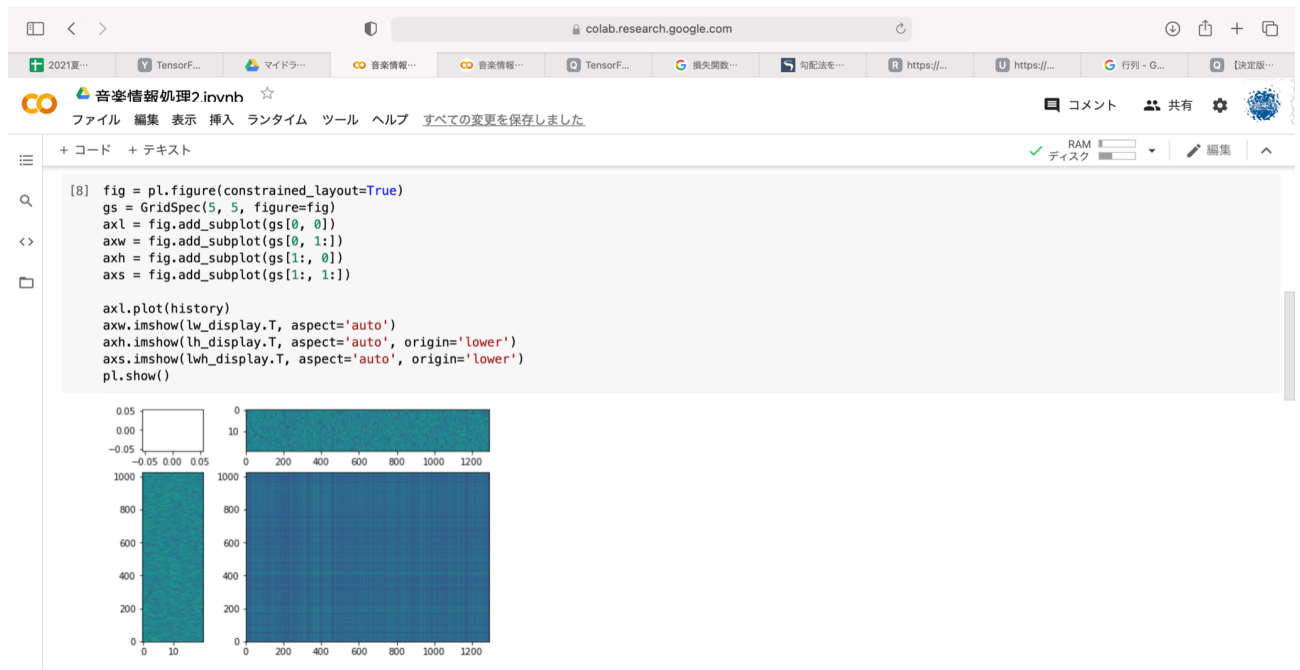 colab.research.google.com
2021夏…
TensorF...
マイドラ…
音楽情報…
音楽情報…
TensorF...
損失関数…
勾配法を…
https://...
https://...
行列 - G...
【決定版…
音楽情報処理2.ipynb
ファイル 編集 表示 挿入 ランタイム ツール ヘルプ すべての変更を保存しました
コメント 共有
+ コード + テキスト
RAM
ディスク
編集
[8] fig = pl.figure(constrained_layout=True)
gs = GridSpec(5, 5, figure=fig)
axl = fig.add_subplot(gs[0, 0])
axw = fig.add_subplot(gs[0, 1:])
axh = fig.add_subplot(gs[1:, 0])
axs = fig.add_subplot(gs[1:, 1:])
axl.plot(history)
axw.imshow(lw_display.T, aspect='auto')
axh.imshow(lh_display.T, aspect='auto', origin='lower')
axs.imshow(lwh_display.T, aspect='auto', origin='lower')
pl.show()
0.05
0.00
−0.05
−0.05 0.00 0.05
0
10
0 200 400 600 800 1000 1200
1000
800
600
400
200
0
0 10
1000
800
600
400
200
0
0 200 400 600 800 1000 1200